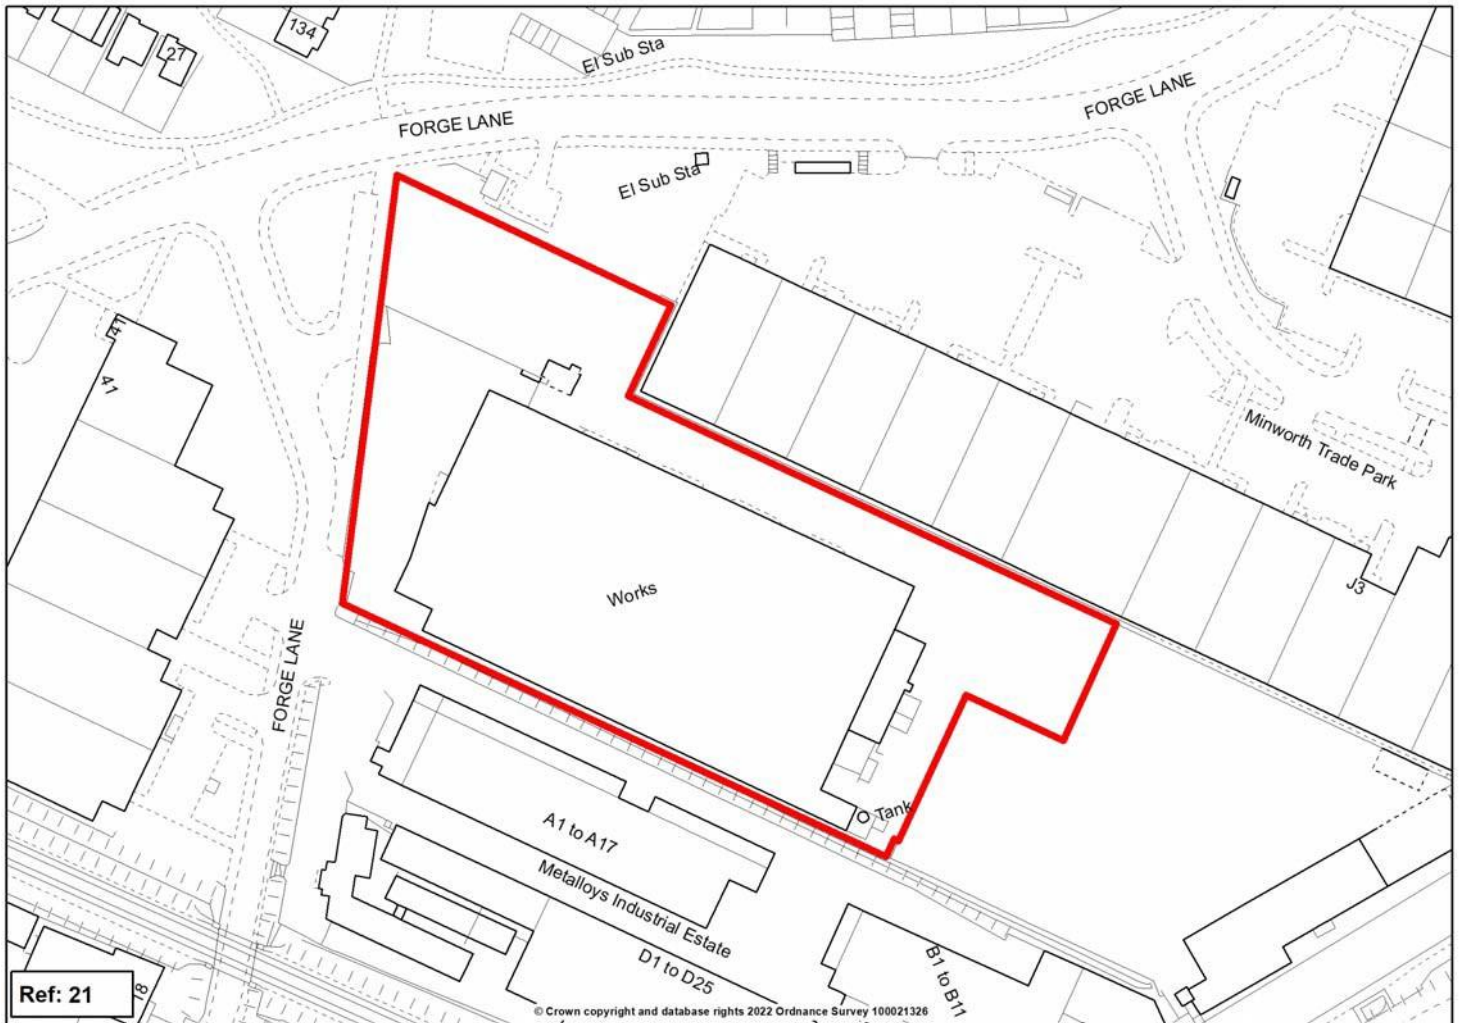 134
27
El Sub Sta
FORGE LANE
FORGE LANE
El Sub Sta
41
41
Minworth Trade Park
J3
Works
FORGE LANE
Tank
A1 to A17
Metalloys Industrial Estate
D1 to D25
B1 to B11
Ref: 21
18
© Crown copyright and database rights 2022 Ordnance Survey 100021326